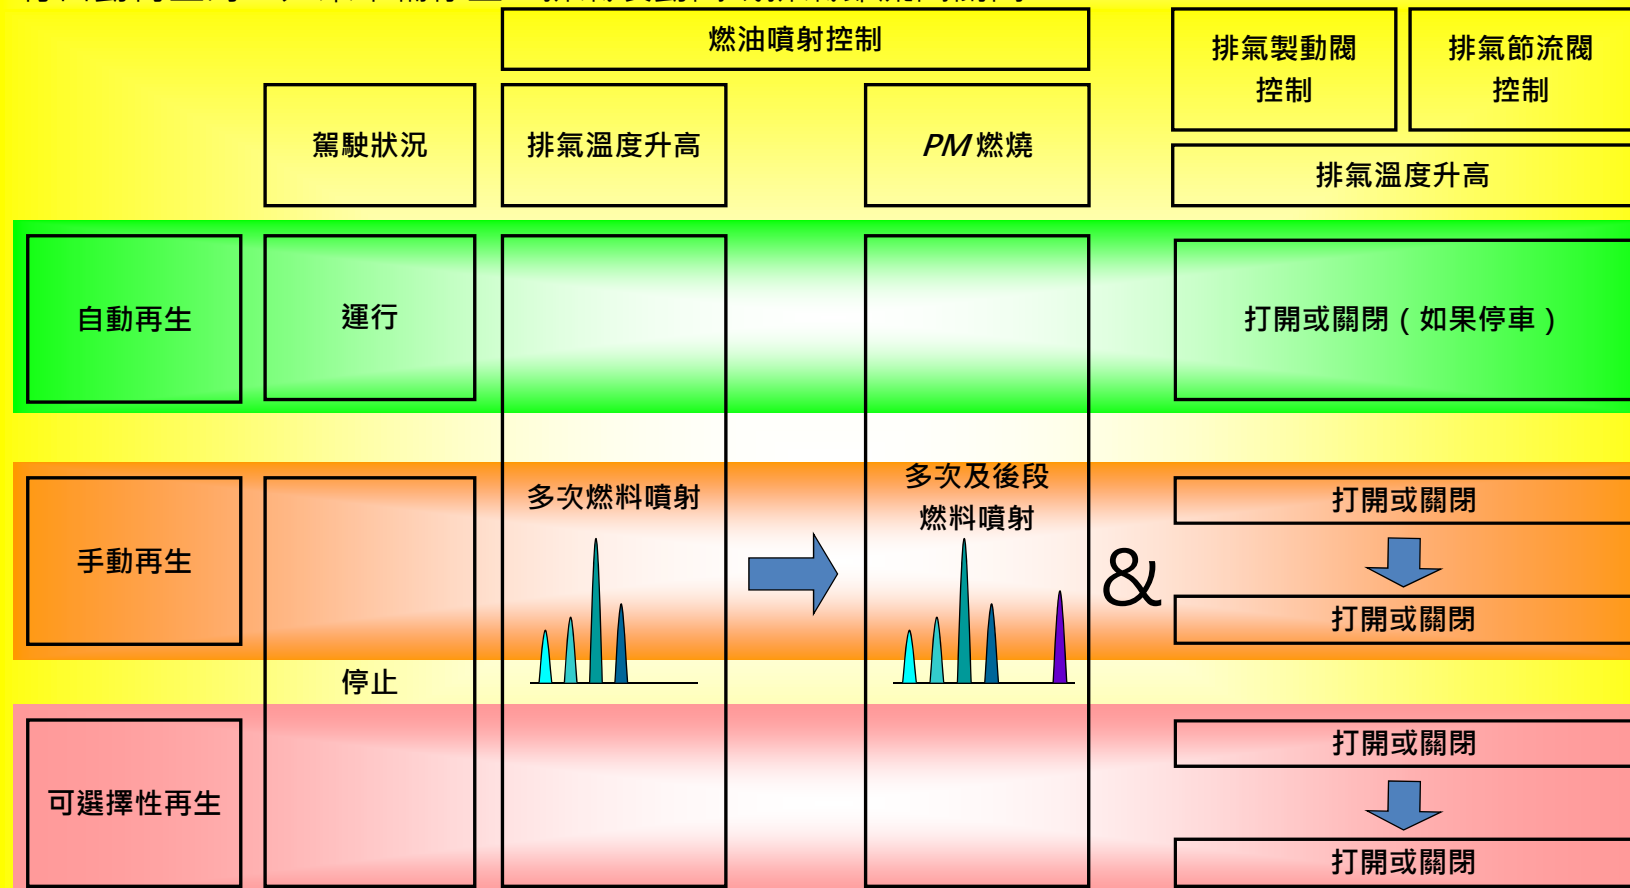 燃油噴射控制
排氣製動閥
控制
排氣節流閥
控制
駕駛狀況
排氣溫度升高
PM 燃燒
排氣溫度升高
自動再生
運行
打開或關閉(如果停車)
手動再生
停止
多次燃料噴射
多次及後段
燃料噴射
&
打開或關閉
打開或關閉
可選擇性再生
打開或關閉
打開或關閉